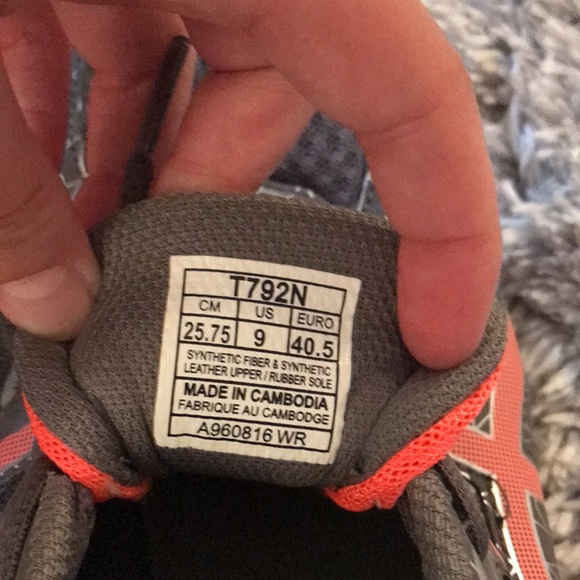 T792N
CM US EURO
25.75 9 40.5
SYNTHETIC FIBER & SYNTHETIC
LEATHER UPPER / RUBBER SOLE
MADE IN CAMBODIA
FABRIQUE AU CAMBODGE
A960816 WR